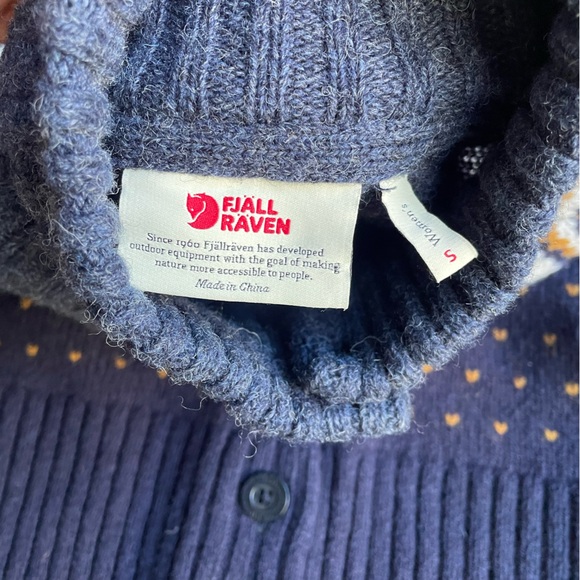 FJÄLL
RÄVEN
Since 1960 Fjällräven has developed
outdoor equipment with the goal of making
nature more accessible to people.
Made in China
Women's
S